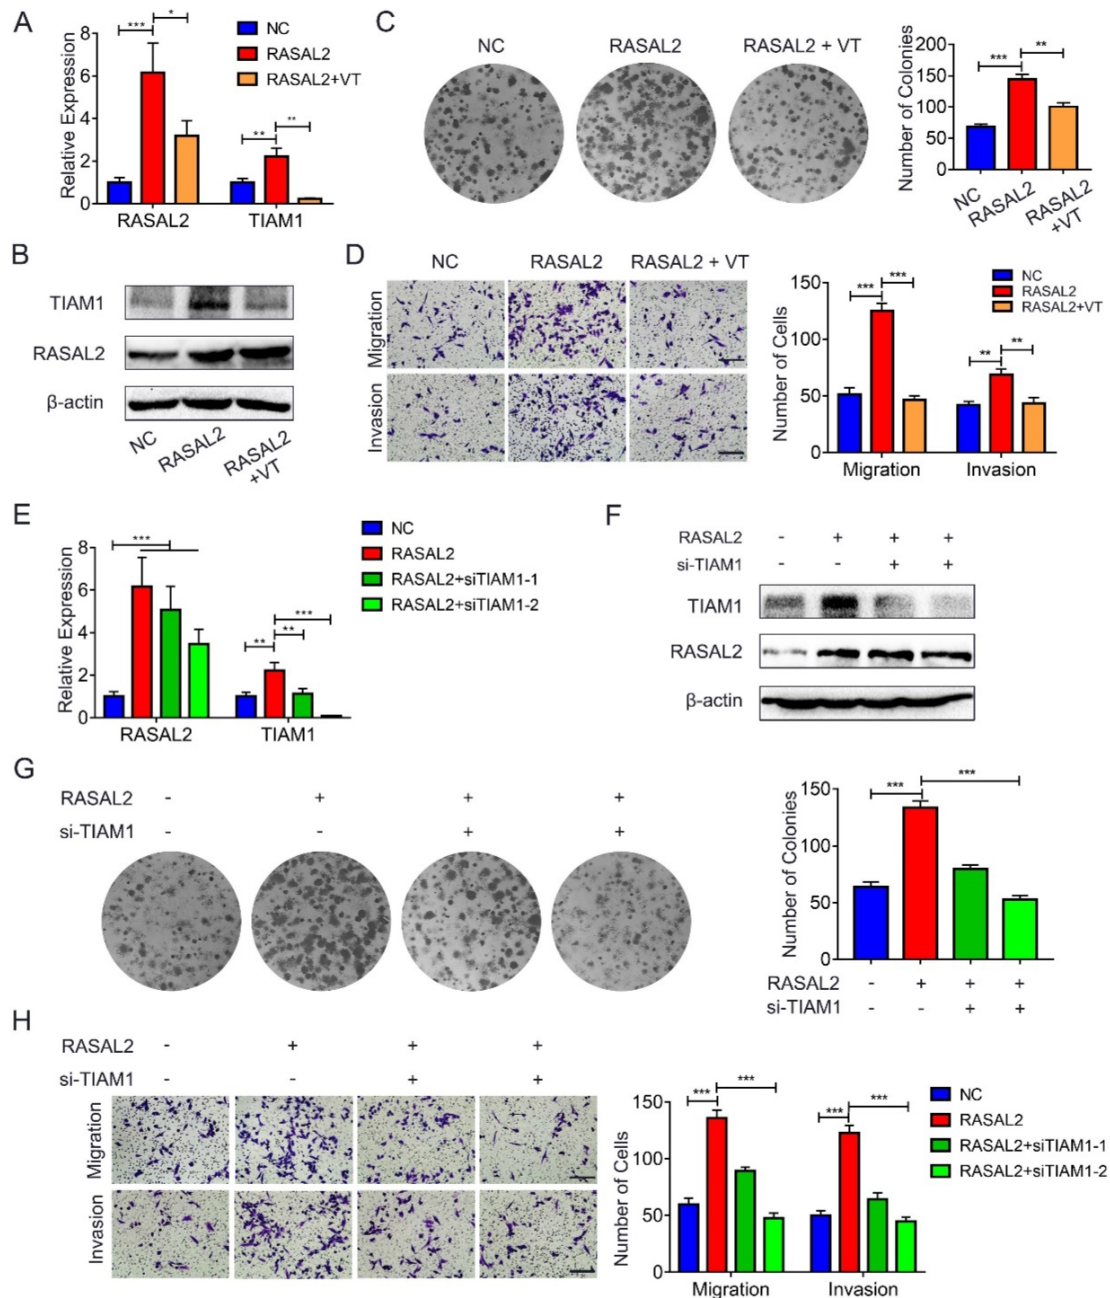 A
Relative Expression
8
6
4
2
0
***
*
**
**
NC
RASAL2
RASAL2+VT
RASAL2
TIAM1
B
TIAM1
RASAL2
β-actin
NC
RASAL2
RASAL2
+VT
C
NC
RASAL2
RASAL2 + VT
Number of Colonies
200
150
100
50
0
***
**
NC
RASAL2
RASAL2
+VT
D
NC
RASAL2
RASAL2 + VT
Migration
Invasion
Number of Cells
150
100
50
0
***
***
**
**
NC
RASAL2
RASAL2+VT
Migration
Invasion
E
Relative Expression
8
6
4
2
0
***
**
**
***
NC
RASAL2
RASAL2+siTIAM1-1
RASAL2+siTIAM1-2
RASAL2
TIAM1
F
RASAL2 - + + +
si-TIAM1 - - + +
TIAM1
RASAL2
β-actin
G
RASAL2 - + + +
si-TIAM1 - - + +
Number of Colonies
150
100
50
0
***
***
RASAL2 - + + +
si-TIAM1 - - + +
H
RASAL2 - + + +
si-TIAM1 - - + +
Migration
Invasion
Number of Cells
150
100
50
0
***
***
***
***
NC
RASAL2
RASAL2+siTIAM1-1
RASAL2+siTIAM1-2
Migration
Invasion